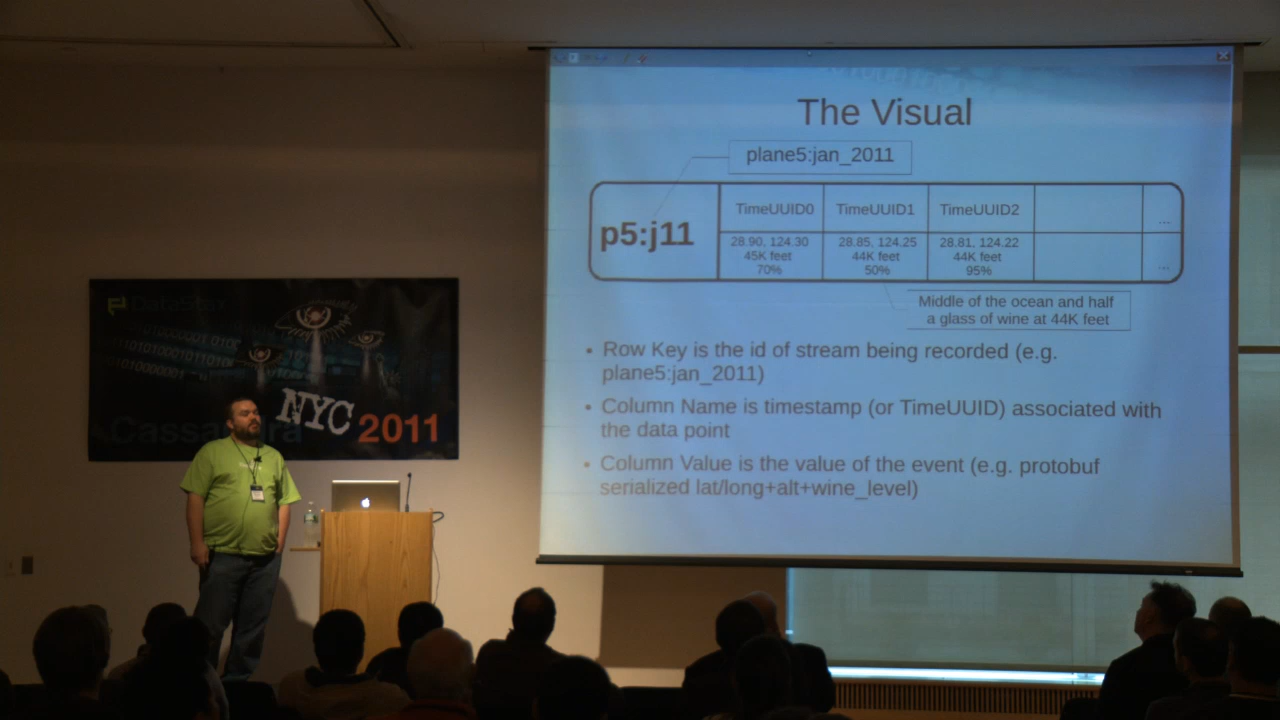 The Visual
plane5:jan_2011
p5:j11
TimeUUID0
TimeUUID1
TimeUUID2
...
28.90, 124.30
45K feet
70%
28.85, 124.25
44K feet
50%
28.81, 124.22
44K feet
95%
...
Middle of the ocean and half
a glass of wine at 44K feet
• Row Key is the id of stream being recorded (e.g.
plane5:jan_2011)
• Column Name is timestamp (or TimeUUID) associated with
the data point
• Column Value is the value of the event (e.g. protobuf
serialized lat/long+alt+wine_level)
DataStax
Cassandra
NYC 2011